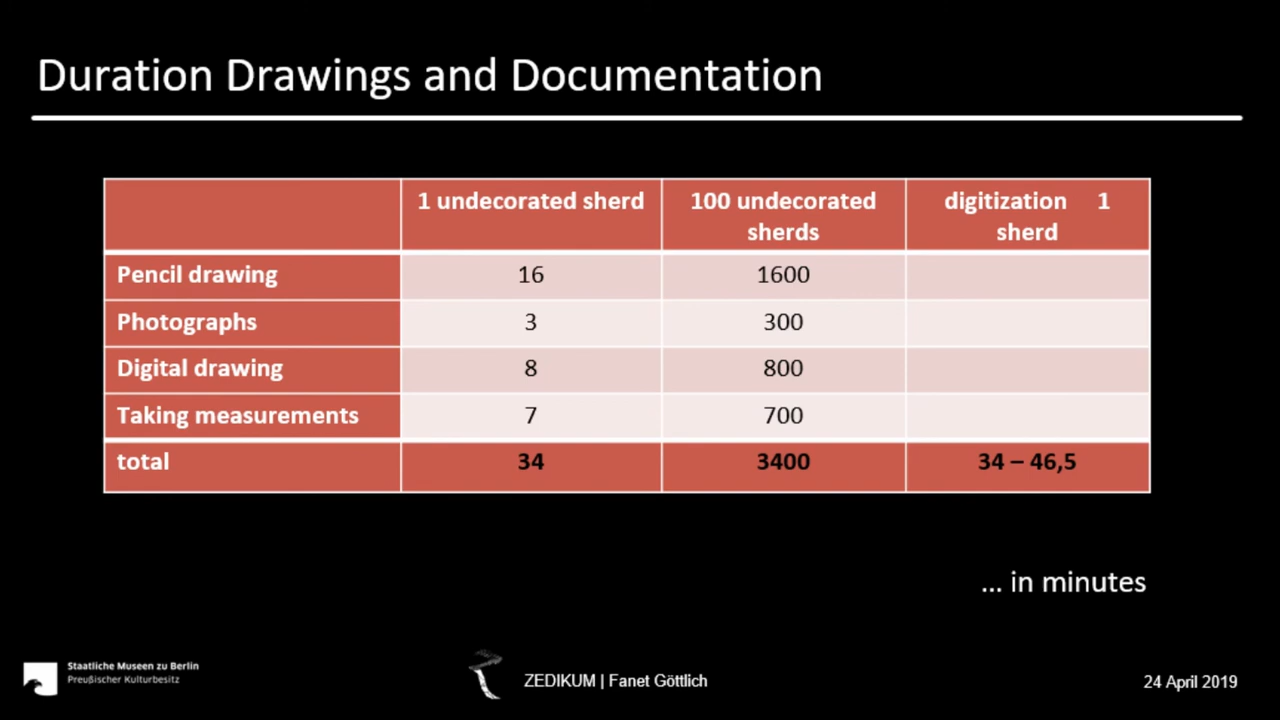 Duration Drawings and Documentation
1 undecorated sherd
100 undecorated
sherds
digitization 1
sherd
Pencil drawing 16 1600
Photographs 3 300
Digital drawing 8 800
Taking measurements 7 700
total 34 3400 34 – 46,5
... in minutes
Staatliche Museen zu Berlin
Preußischer Kulturbesitz
ZEDIKUM | Fanet Göttlich
24 April 2019